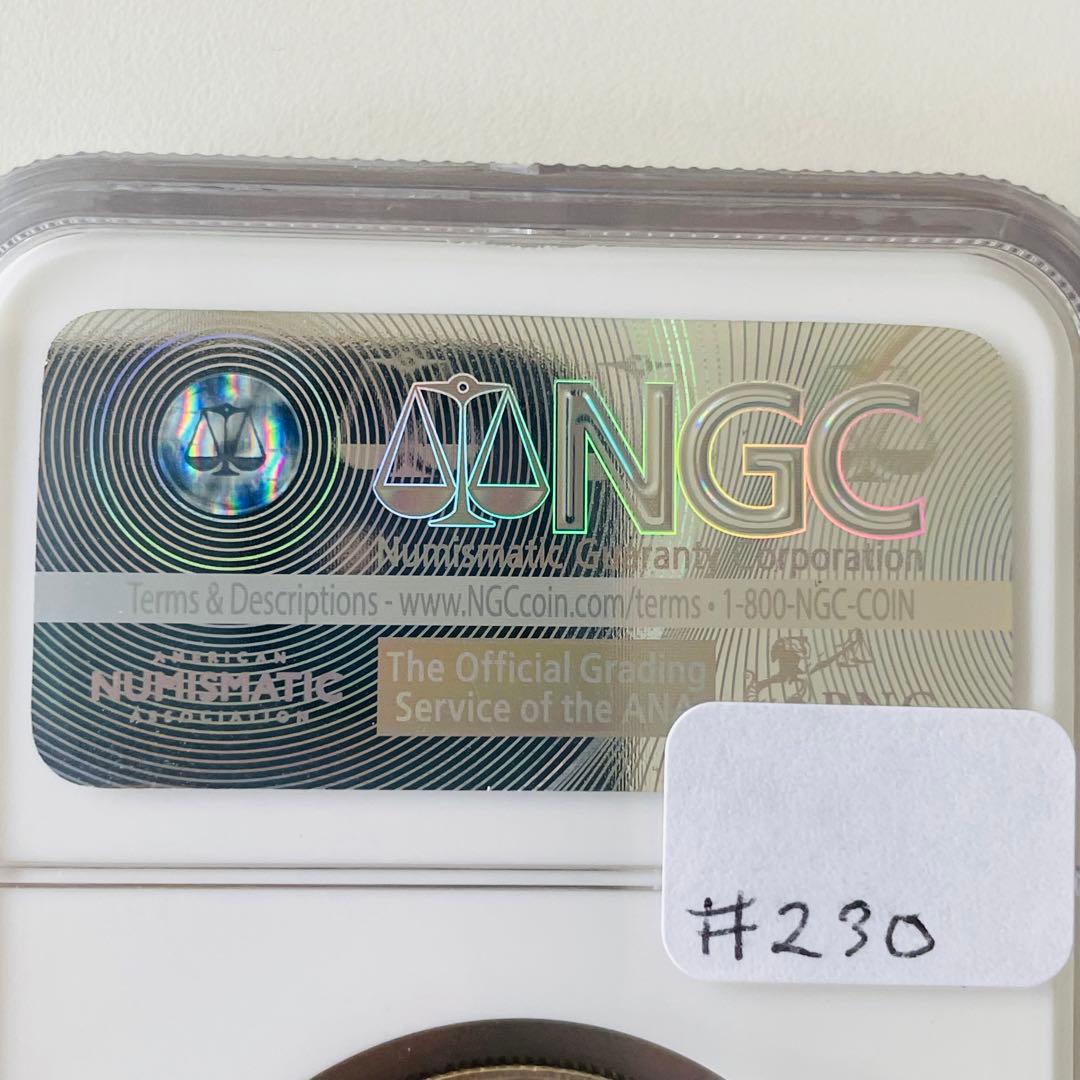 NGC
Numismatic Guaranty Corporation
Terms & Descriptions - www.NGCcoin.com/terms • 1-800-NGC-COIN
AMERICAN
NUMISMATIC
ASSOCIATION
The Official Grading
Service of the ANA
PNG
#230